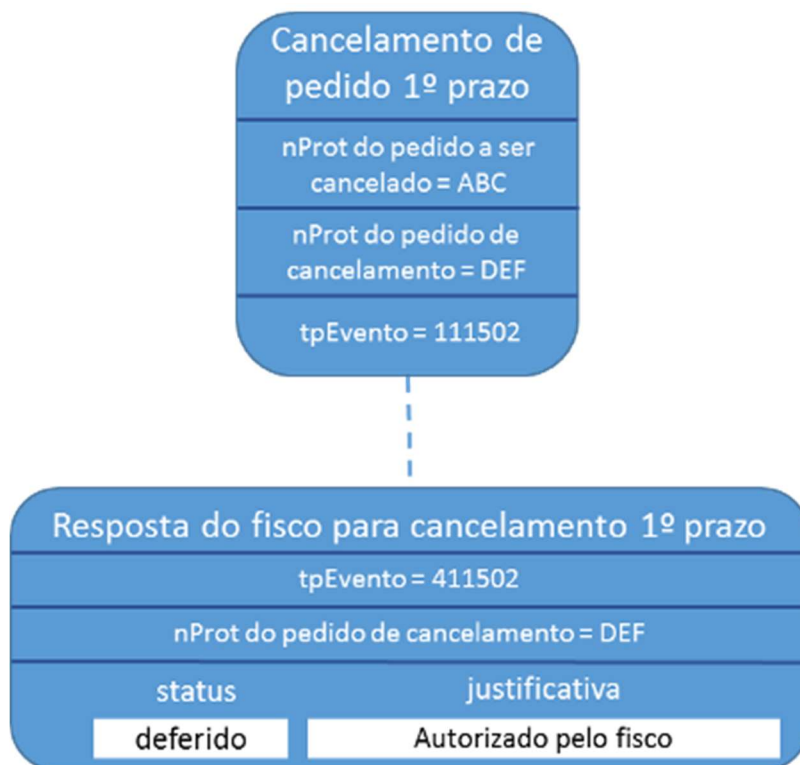 Cancelamento de
pedido 1º prazo
nProt do pedido a ser
cancelado = ABC
nProt do pedido de
cancelamento = DEF
tpEvento = 111502
Resposta do fisco para cancelamento 1º prazo
tpEvento = 411502
nProt do pedido de cancelamento = DEF
status justificativa
deferido Autorizado pelo fisco